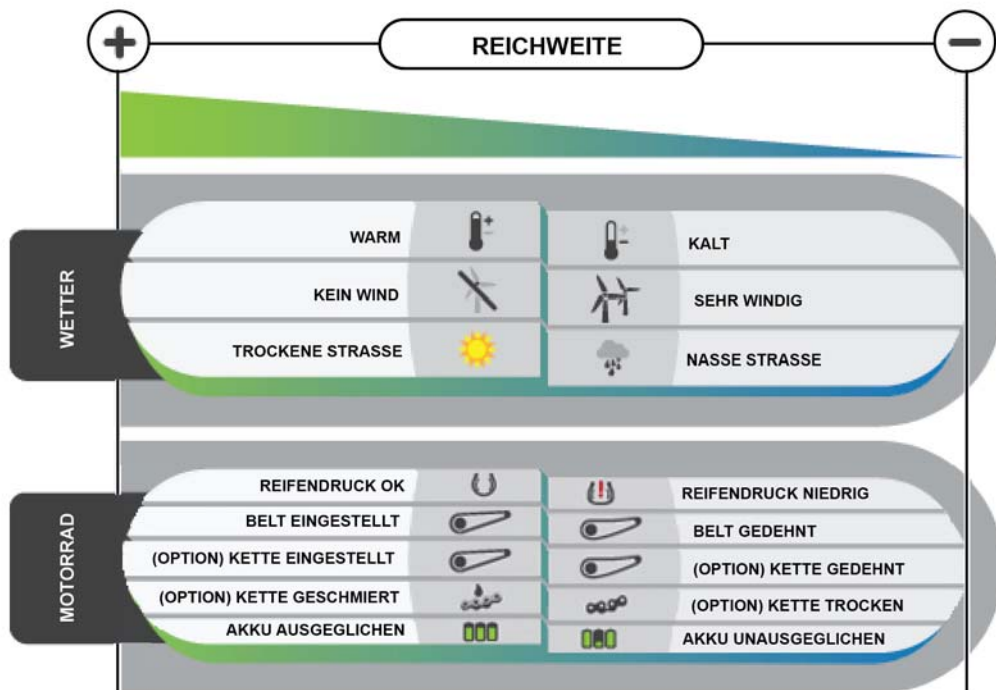 REICHWEITE
WETTER
WARM
KALT
KEIN WIND
SEHR WINDIG
TROCKENE STRASSE
NASSE STRASSE
MOTORRAD
REIFENDRUCK OK
REIFENDRUCK NIEDRIG
BELT EINGESTELLT
BELT GEDEHNT
(OPTION) KETTE EINGESTELLT
(OPTION) KETTE GEDEHNT
(OPTION) KETTE GESCHMIERT
(OPTION) KETTE TROCKEN
AKKU AUSGEGLICHEN
AKKU UNAUSGEGLICHEN